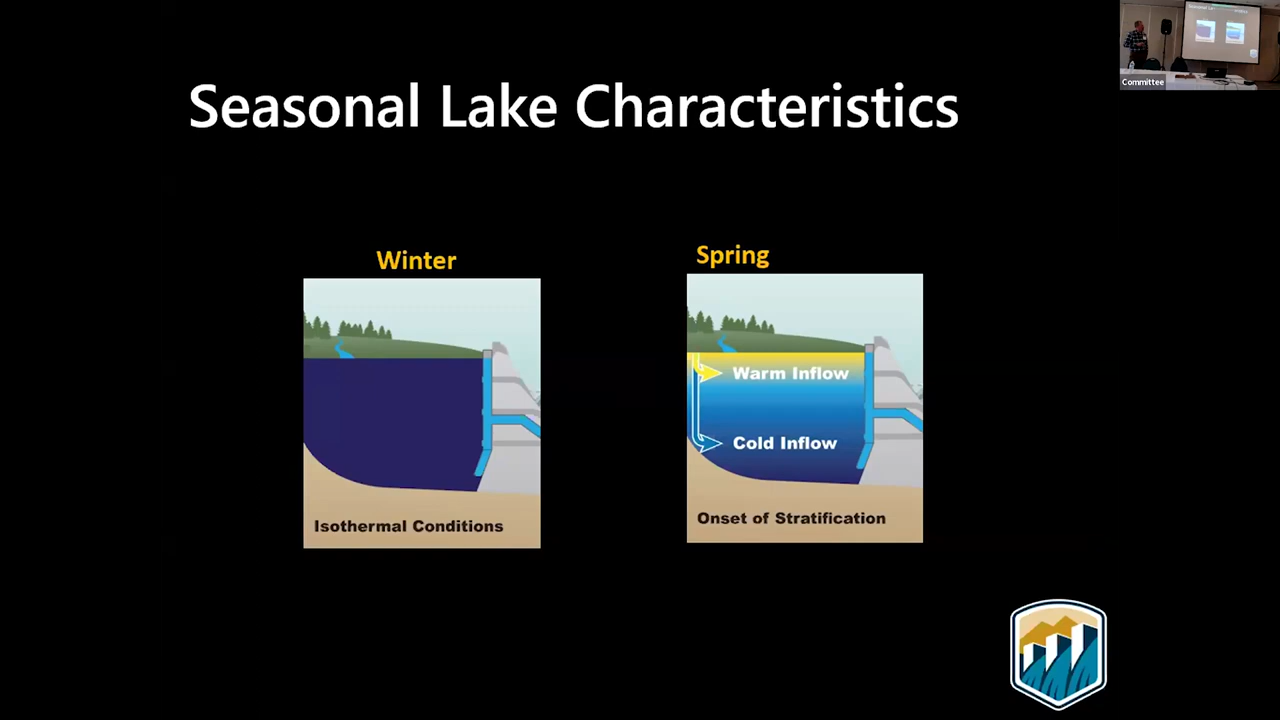 Seasonal Lake Characteristics
Committee
Winter
Spring
Warm Inflow
Cold Inflow
Isothermal Conditions
Onset of Stratification